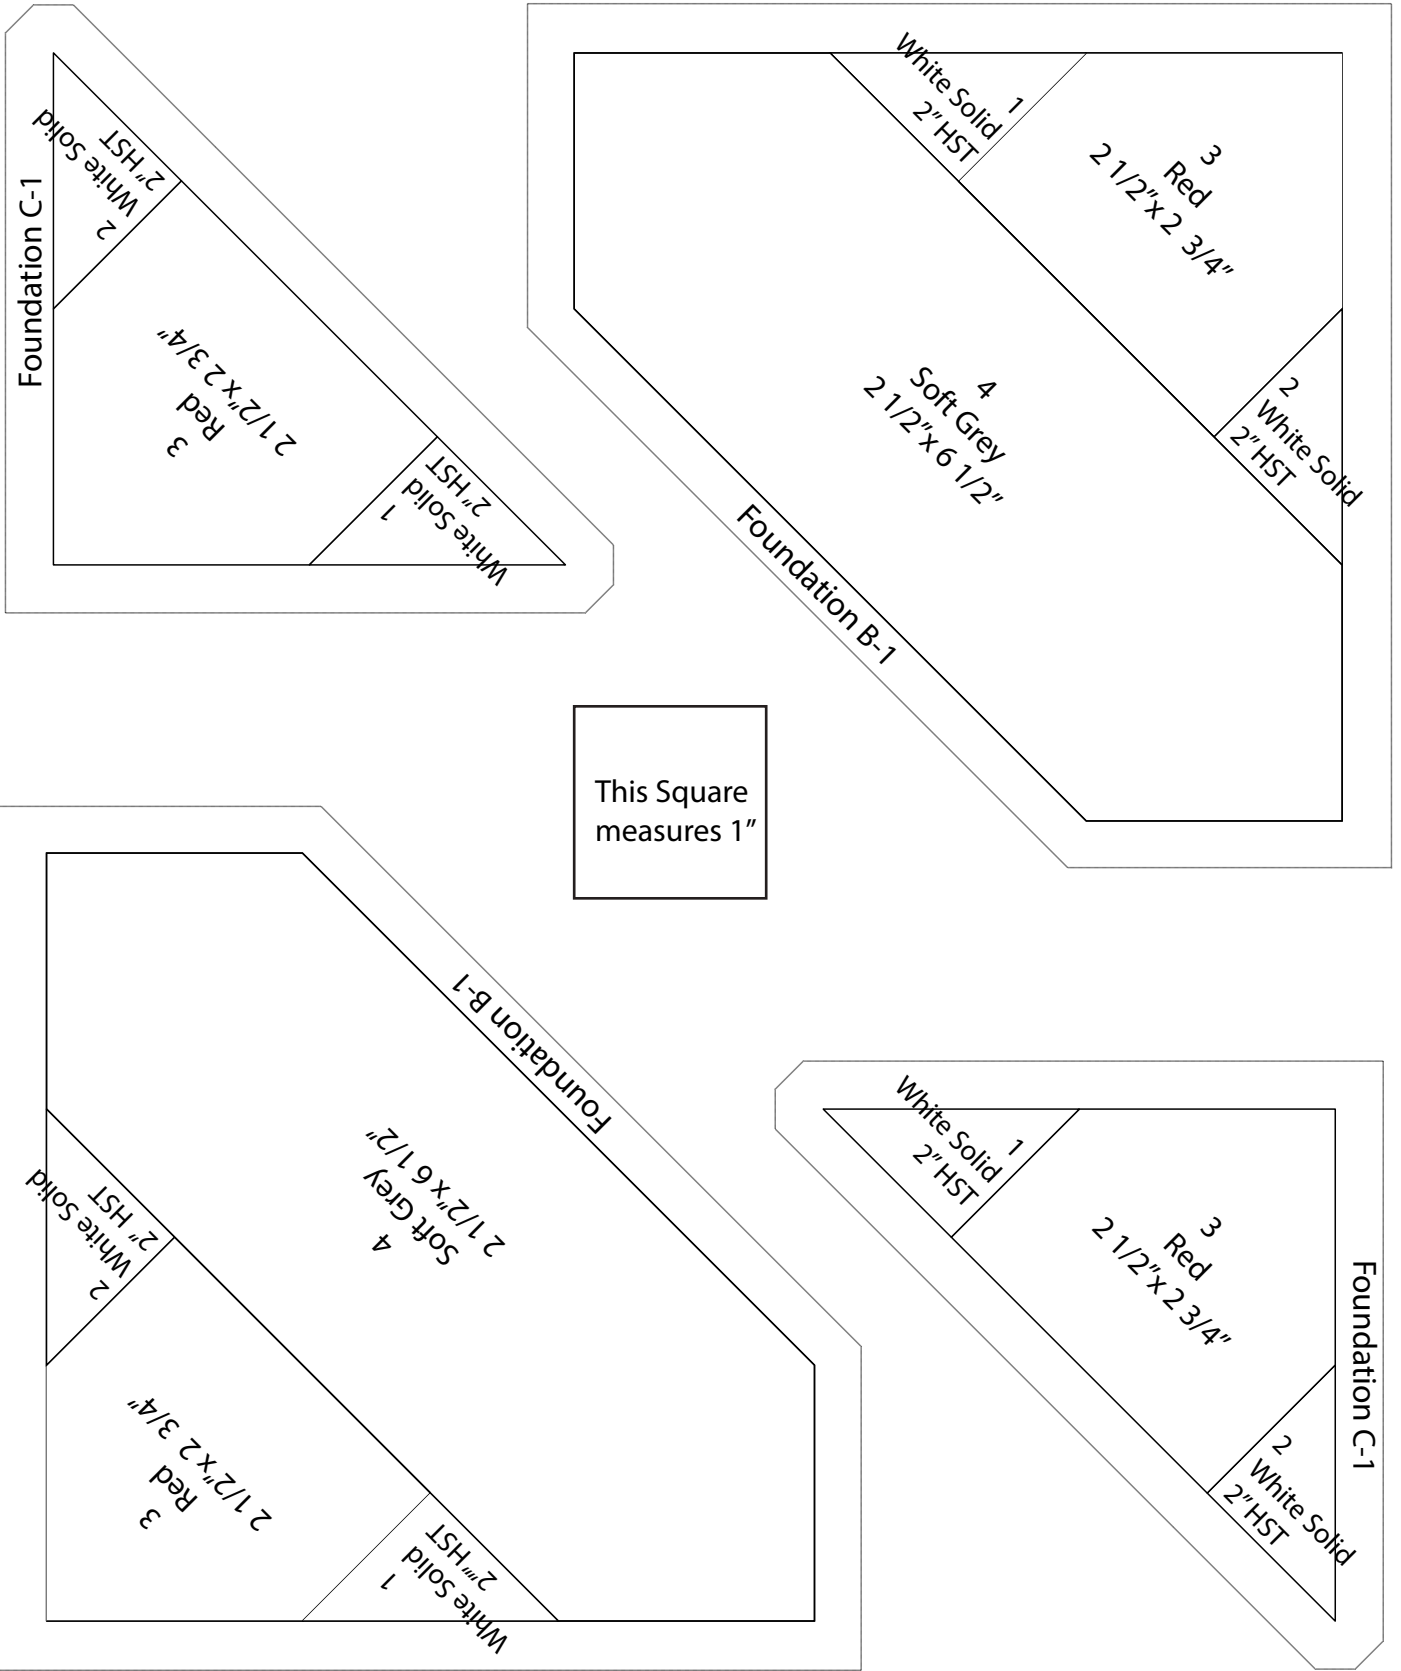 Foundation C-1
2
White Solid
2” HST
3
Red
2 1/2”x 2 3/4”
1
White Solid
2”HST
1
White Solid
2”HST
3
Red
2 1/2”x 2 3/4”
2
White Solid
2”HST
4
Soft Grey
2 1/2”x 6 1/2”
Foundation B-1
This Square
measures 1”
Foundation B-1
4
Soft Grey
2 1/2” x 6 1/2”
2
White Solid
2” HST
3
Red
2 1/2”x 2 3/4”
1
White Solid
2””HST
1
White Solid
2”HST
3
Red
2 1/2”x 2 3/4”
2
White Solid
2”HST
Foundation C-1